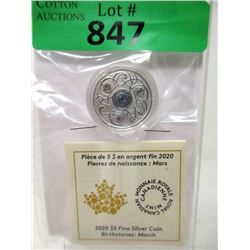 COTTON
AUCTIONS
Lot #
847
Pièce de 5 $ en argent fin 2020
Pierres de naissance : Mars
MONNAIE ROYALE CANADIENNE
ROYAL CANADIAN MINT
2020 $5 Fine Silver Coin
Birthstones: March